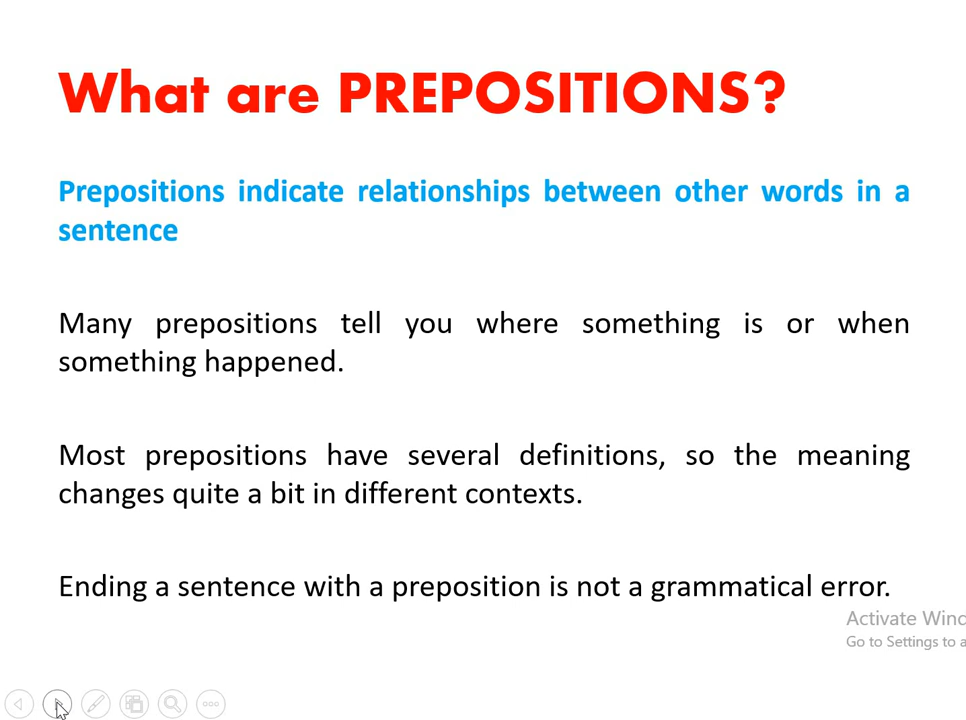 What are PREPOSITIONS?
Prepositions indicate relationships between other words in a
sentence
Many prepositions tell you where something is or when
something happened.
Most prepositions have several definitions, so the meaning
changes quite a bit in different contexts.
Ending a sentence with a preposition is not a grammatical error.
Activate Wind
Go to Settings to a